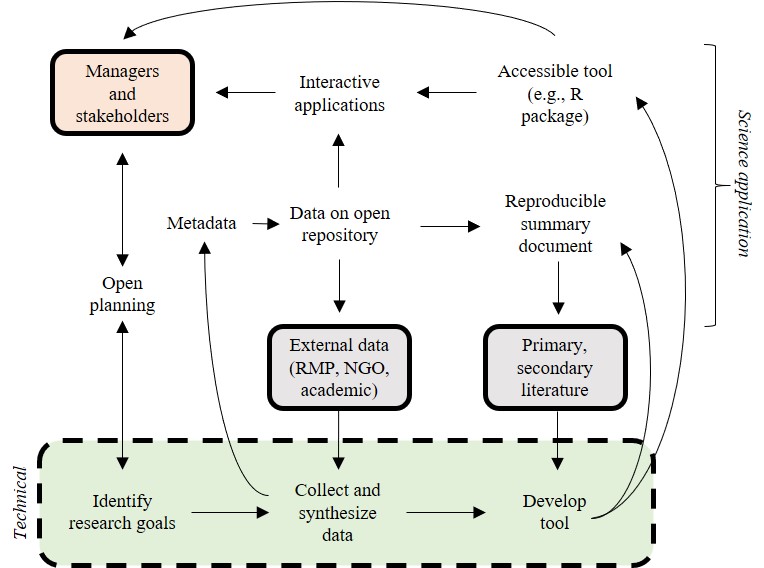 Managers
and
stakeholders
Interactive
applications
Accessible tool
(e.g., R
package)
Science application
Metadata
Data on open
repository
Reproducible
summary
document
Open
planning
External data
(RMP, NGO,
academic)
Primary,
secondary
literature
Technical
Identify
research goals
Collect and
synthesize
data
Develop
tool